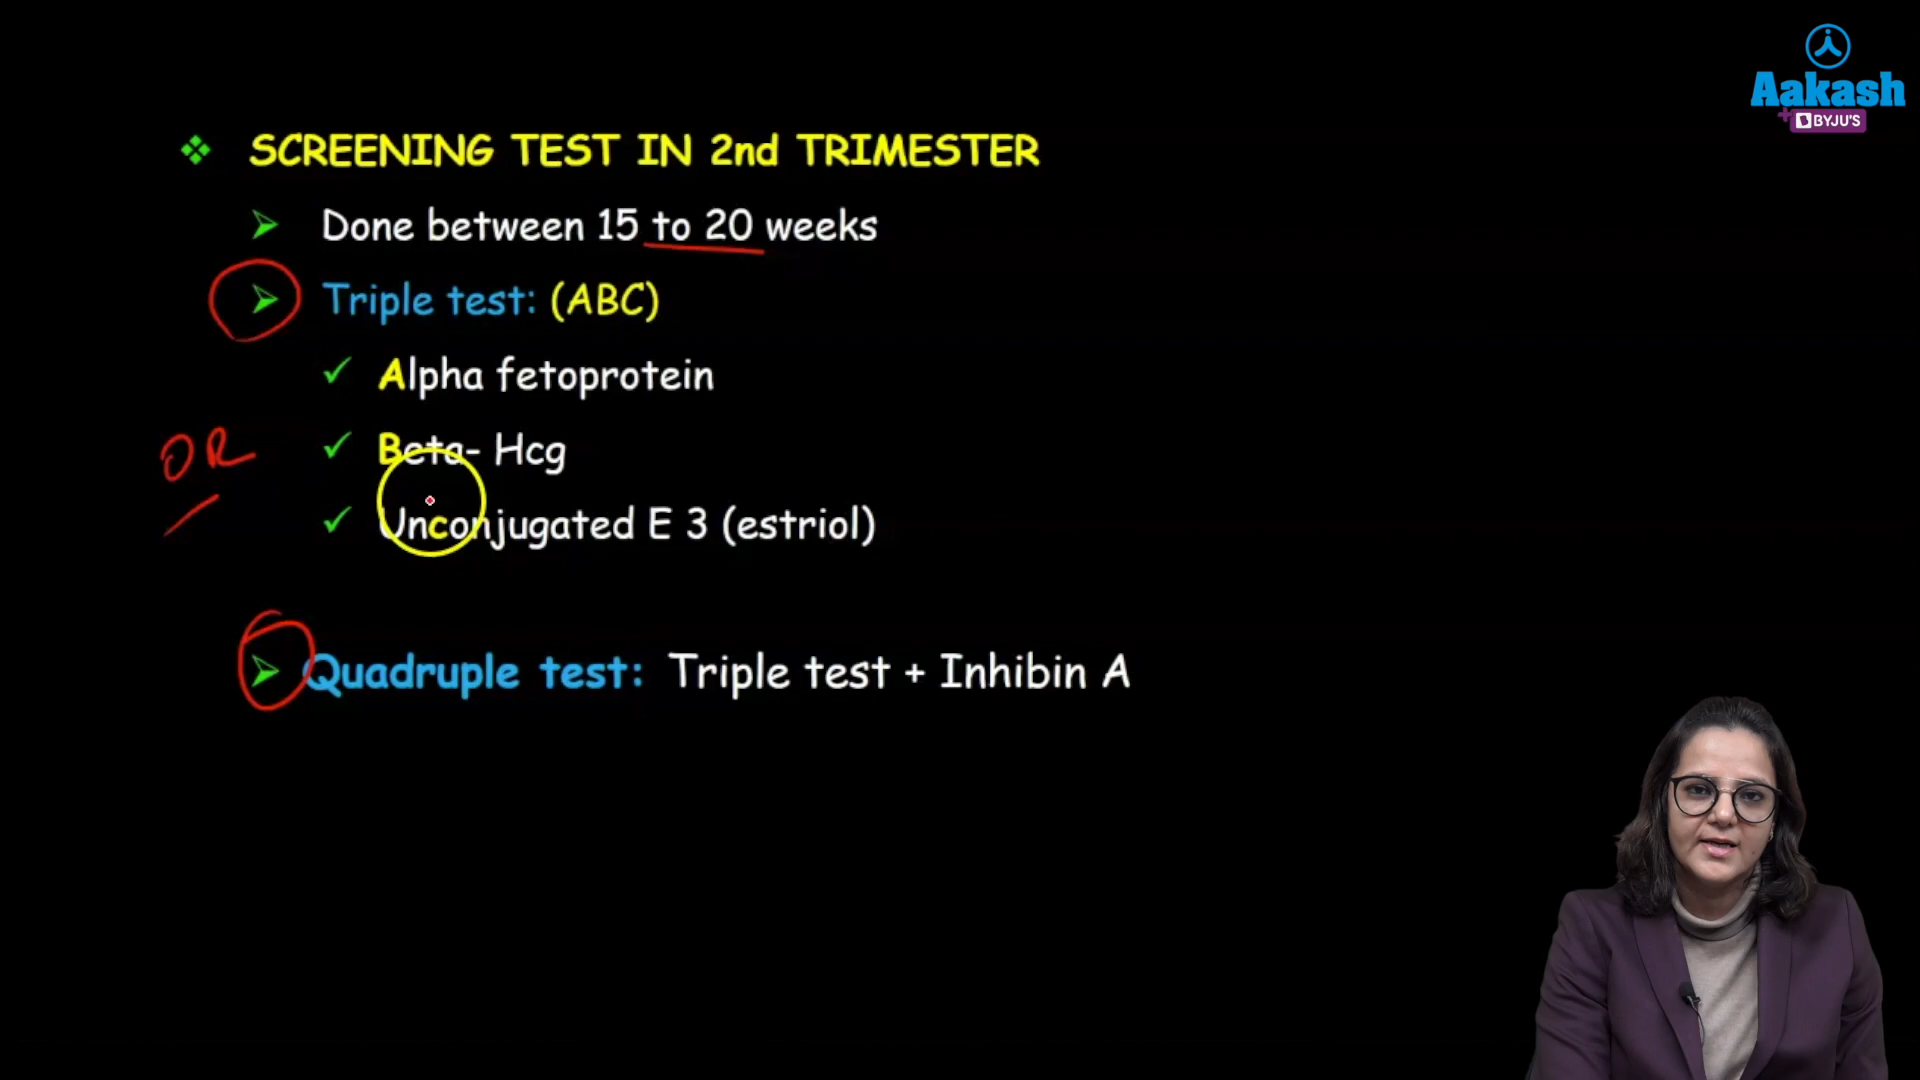 Aakash
+ BYJU'S
SCREENING TEST IN 2nd TRIMESTER
Done between 15 to 20 weeks
Triple test: (ABC)
Alpha fetoprotein
Beta- Hcg
OR
Unconjugated E 3 (estriol)
Quadruple test: Triple test + Inhibin A